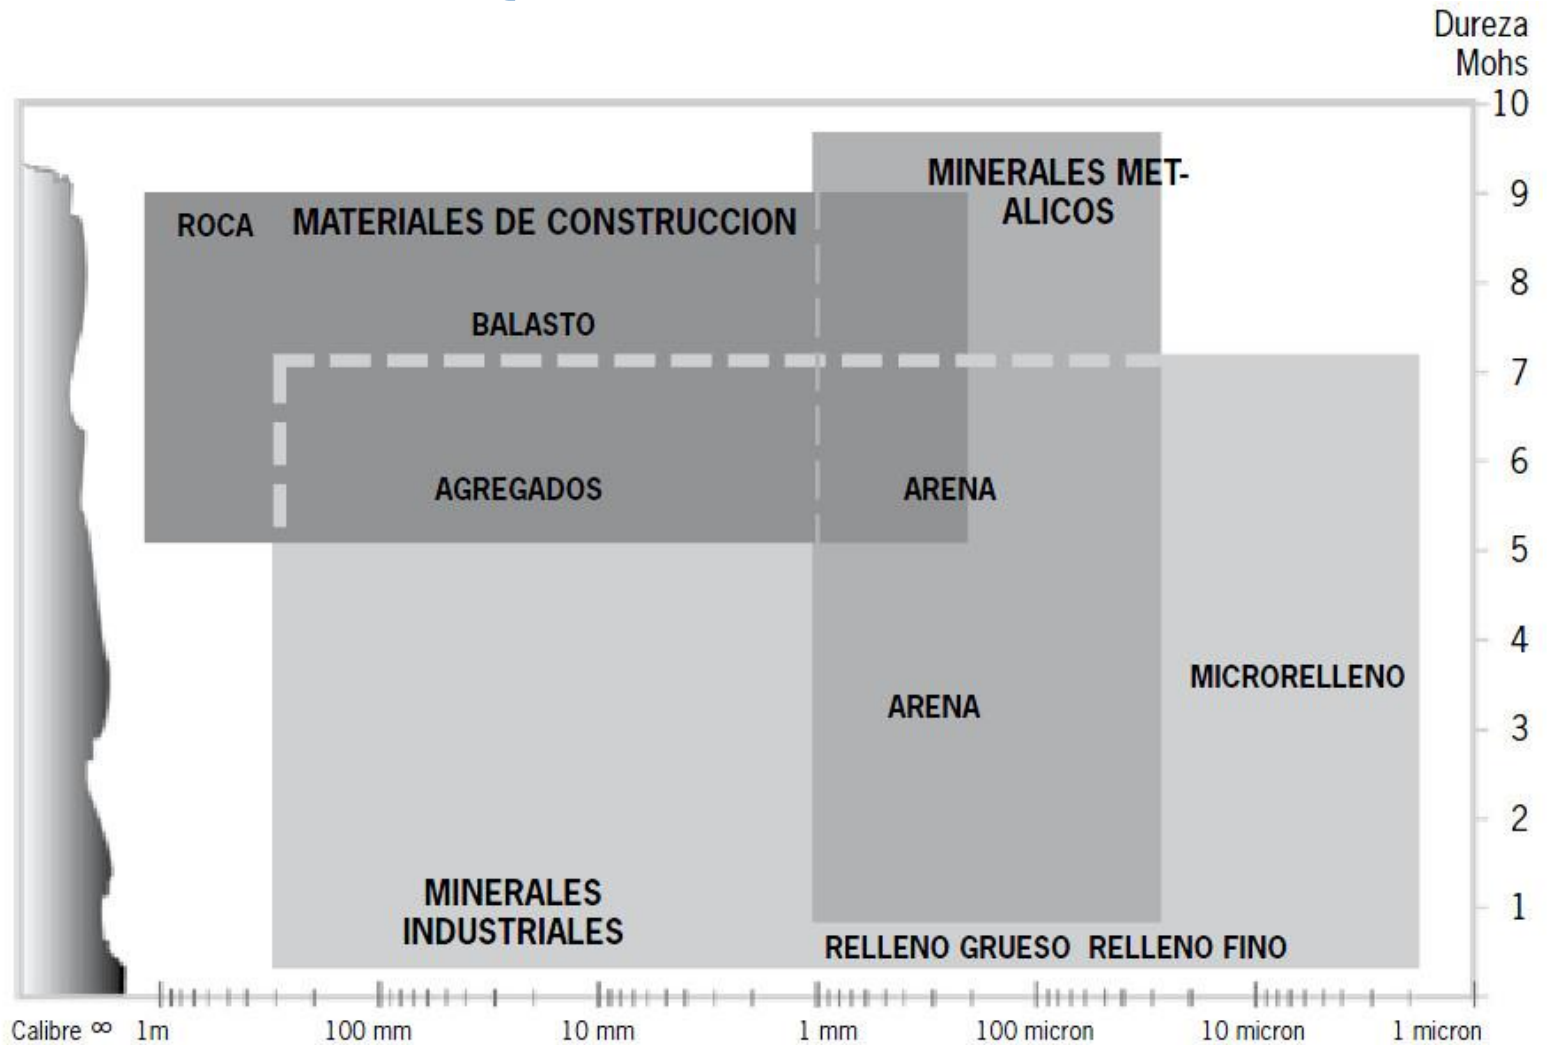 Dureza
Mohs
10
MINERALES MET-
ALICOS
9
ROCA
MATERIALES DE CONSTRUCCION
8
BALASTO
7
6
AGREGADOS
ARENA
5
4
MICRORELLENO
ARENA
3
2
MINERALES
INDUSTRIALES
1
RELLENO GRUESO RELLENO FINO
Calibre ∞ 1m 100 mm 10 mm 1 mm 100 micron 10 micron 1 micron